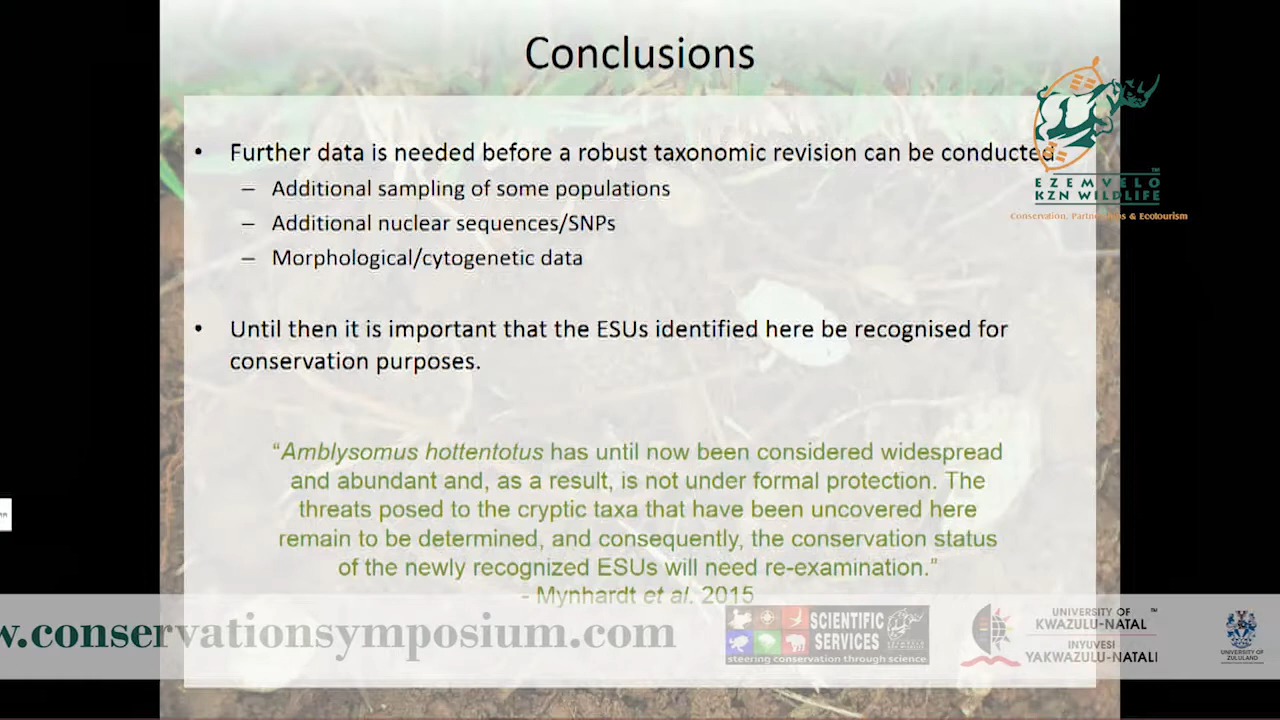 Conclusions
• Further data is needed before a robust taxonomic revision can be conducted
– Additional sampling of some populations
– Additional nuclear sequences/SNPs
– Morphological/cytogenetic data
• Until then it is important that the ESUs identified here be recognised for
conservation purposes.
“Amblysomus hottentotus has until now been considered widespread
and abundant and, as a result, is not under formal protection. The
threats posed to the cryptic taxa that have been uncovered here
remain to be determined, and consequently, the conservation status
of the newly recognized ESUs will need re-examination.”
- Mynhardt et al. 2015
EZEMVELO
KZN WILDLIFE
TM
Conservation, Partnerships & Ecotourism
w.conservationsymposium.com
SCIENTIFIC
SERVICES
steering conservation through science
UNIVERSITY OF
KWAZULU-NATAL
TM
INYUVESI
YAKWAZULU-NATALI
UNIVERSITY OF
ZULULAND